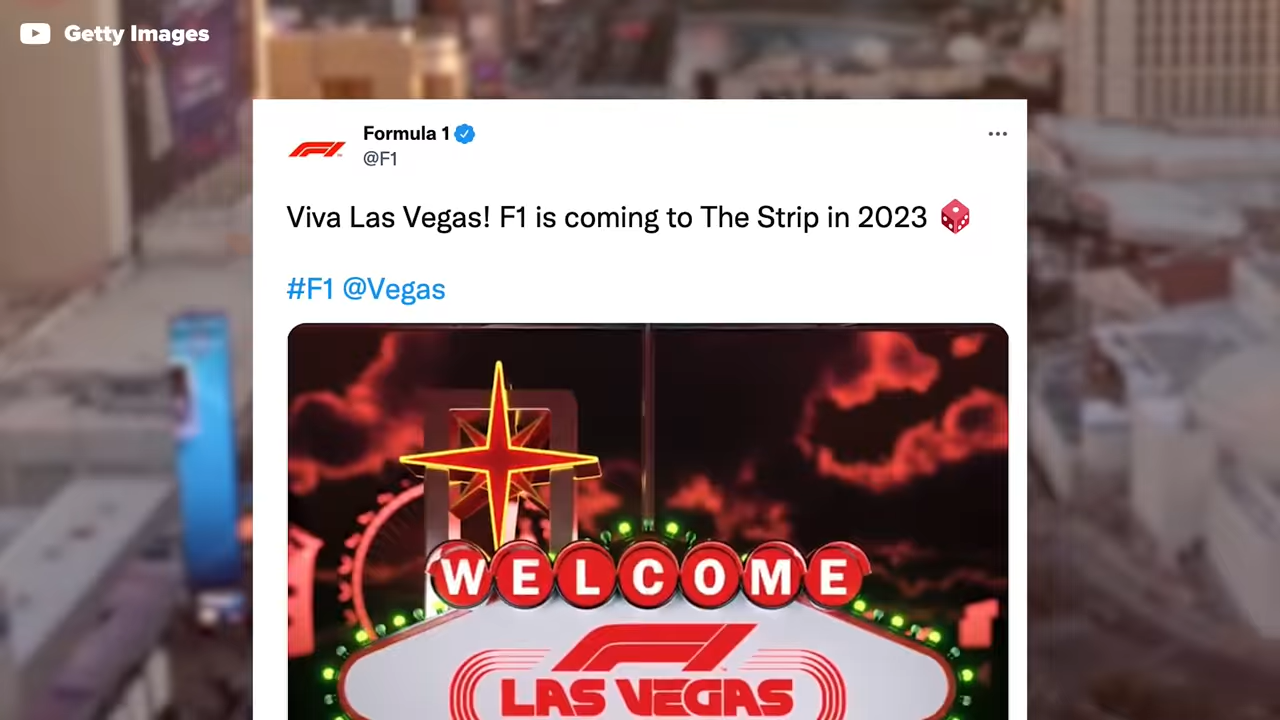 Getty Images
Formula 1
@F1
Viva Las Vegas! F1 is coming to The Strip in 2023
#F1 @Vegas
WELCOME
F1
LAS VEGAS